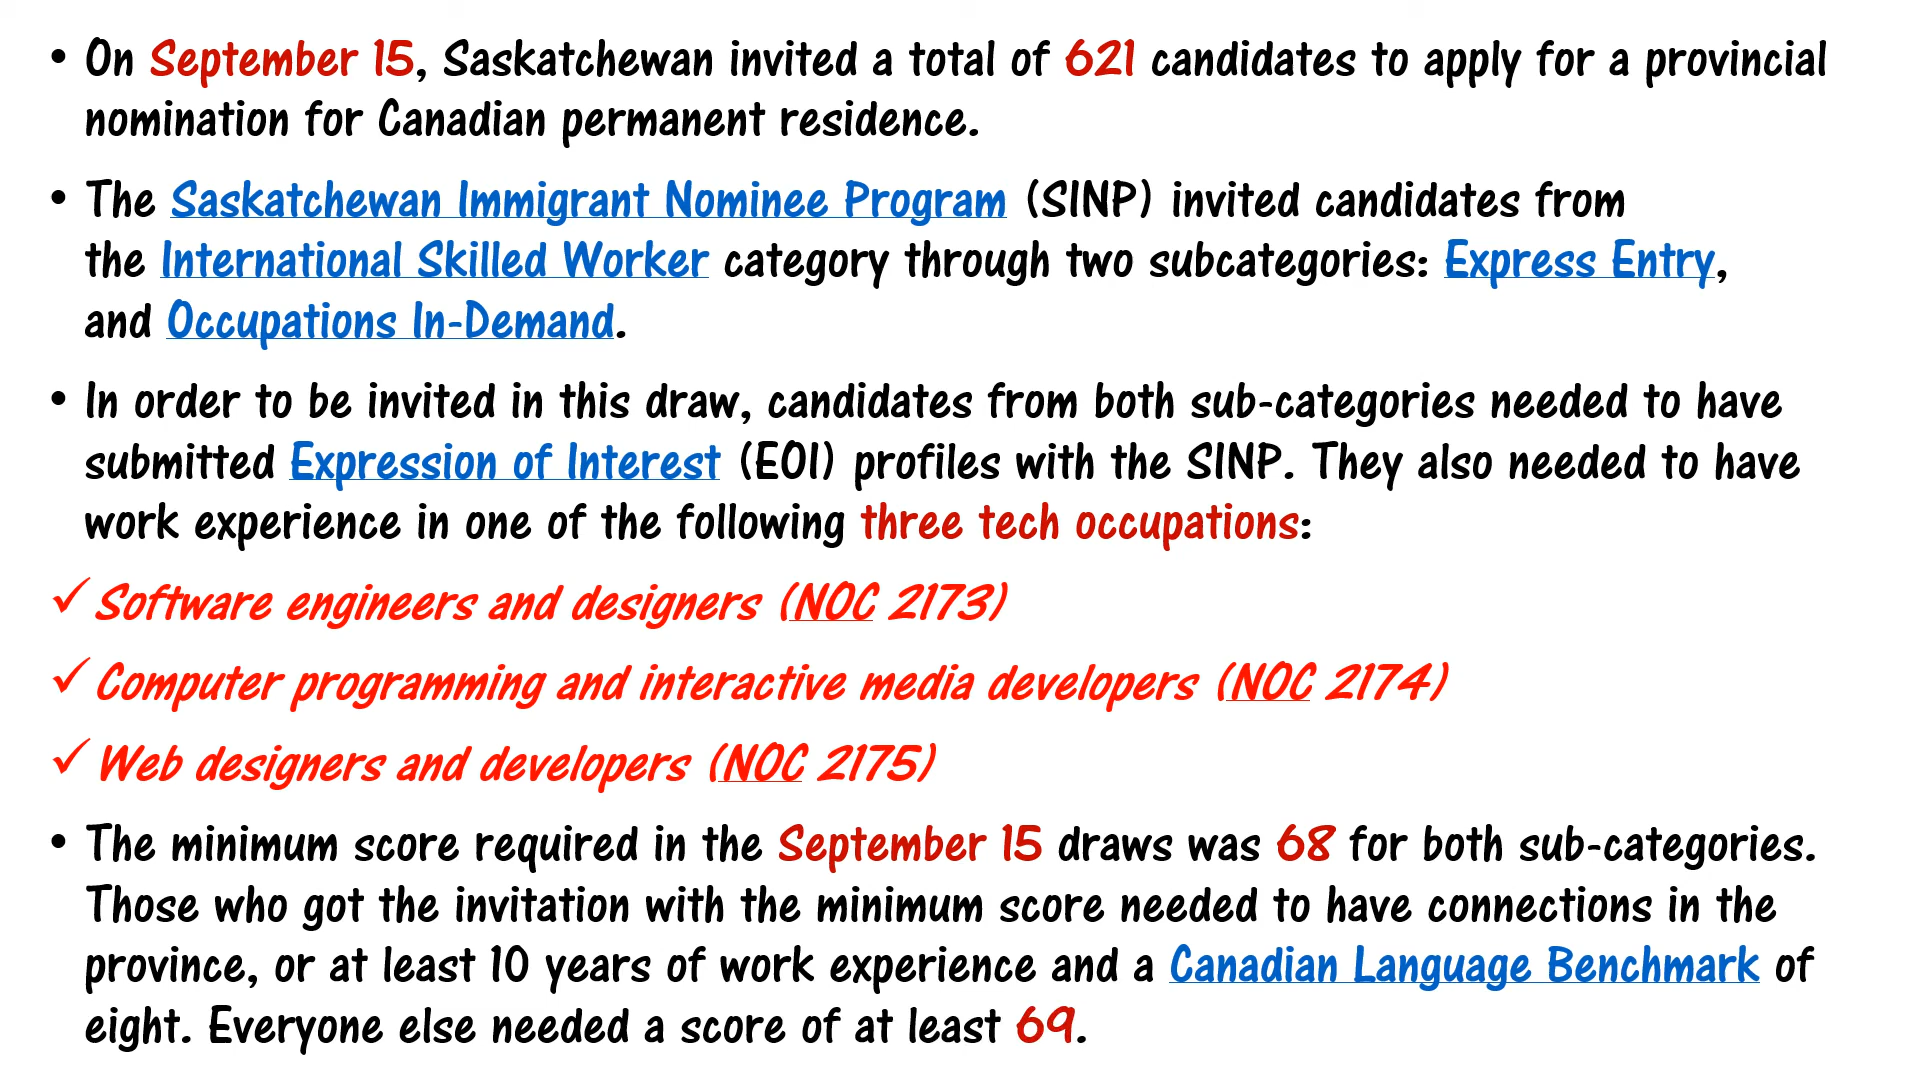 • On September 15, Saskatchewan invited a total of 621 candidates to apply for a provincial
nomination for Canadian permanent residence.
• The Saskatchewan Immigrant Nominee Program (SINP) invited candidates from
the International Skilled Worker category through two subcategories: Express Entry,
and Occupations In-Demand.
• In order to be invited in this draw, candidates from both sub-categories needed to have
submitted Expression of Interest (EOI) profiles with the SINP. They also needed to have
work experience in one of the following three tech occupations:
✓ Software engineers and designers (NOC 2173)
✓ Computer programming and interactive media developers (NOC 2174)
✓ Web designers and developers (NOC 2175)
• The minimum score required in the September 15 draws was 68 for both sub-categories.
Those who got the invitation with the minimum score needed to have connections in the
province, or at least 10 years of work experience and a Canadian Language Benchmark of
eight. Everyone else needed a score of at least 69.